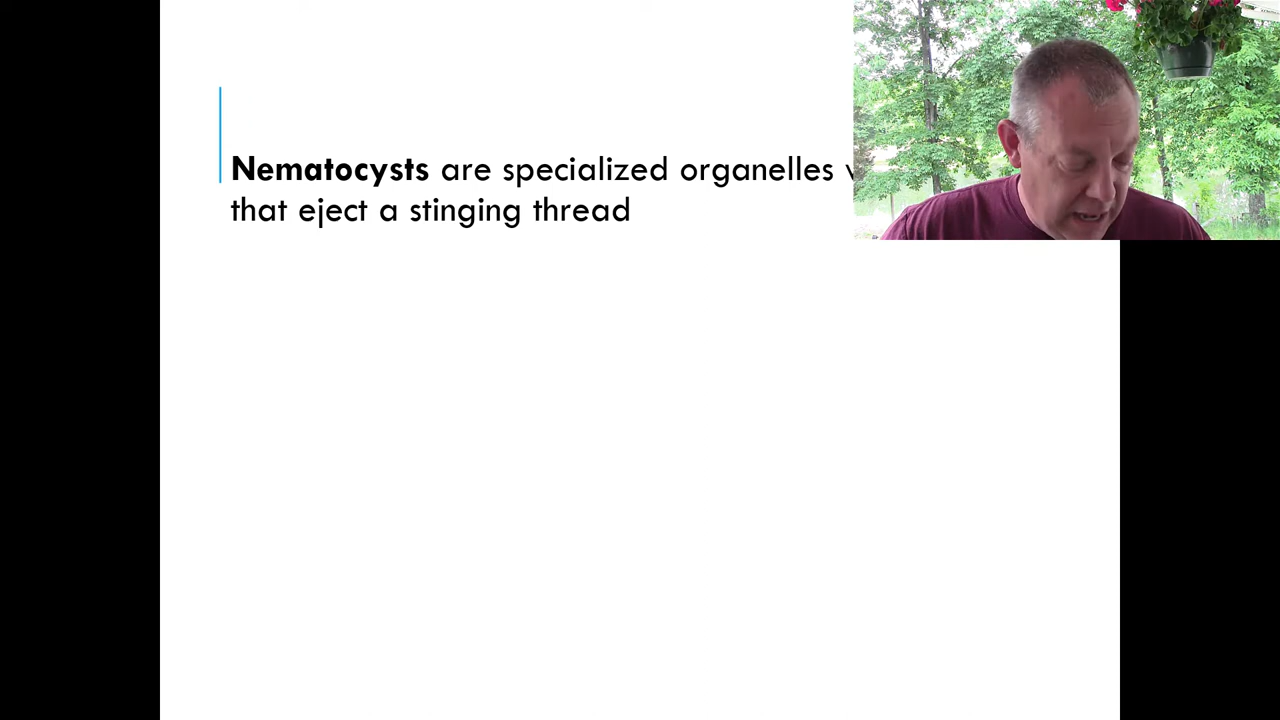 Nematocysts are specialized organelles
that eject a stinging thread